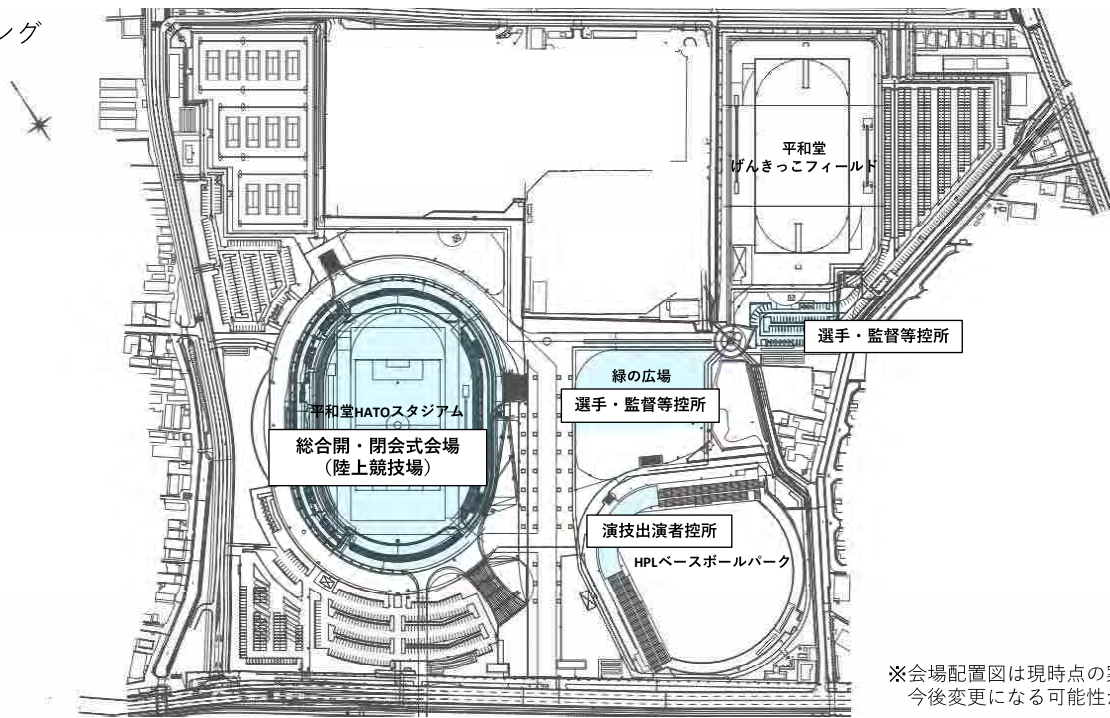 ング
平和堂
げんきっこフィールド
選手・監督等控所
緑の広場
選手・監督等控所
平和堂HATOスタジアム
総合開・閉会式会場
（陸上競技場）
演技出演者控所
HPLベースボールパーク
※会場配置図は現時点の
今後変更になる可能性